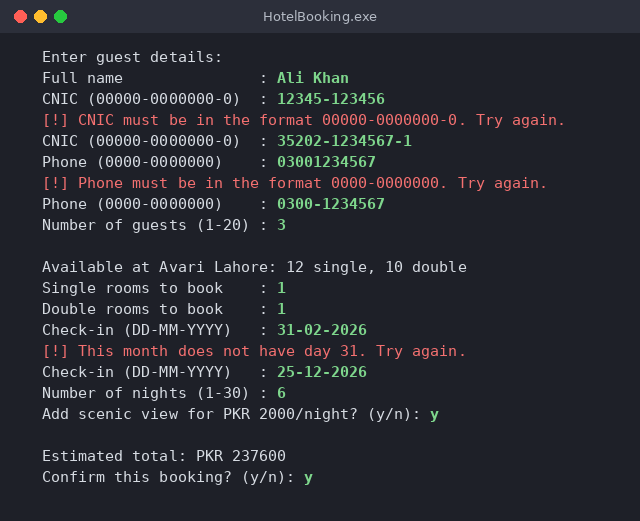 HotelBooking.exe
Enter guest details:
Full name : Ali Khan
CNIC (00000-0000000-0) : 12345-123456
[!] CNIC must be in the format 00000-0000000-0. Try again.
CNIC (00000-0000000-0) : 35202-1234567-1
Phone (0000-0000000) : 03001234567
[!] Phone must be in the format 0000-0000000. Try again.
Phone (0000-0000000) : 0300-1234567
Number of guests (1-20) : 3
Available at Avari Lahore: 12 single, 10 double
Single rooms to book : 1
Double rooms to book : 1
Check-in (DD-MM-YYYY) : 31-02-2026
[!] This month does not have day 31. Try again.
Check-in (DD-MM-YYYY) : 25-12-2026
Number of nights (1-30) : 6
Add scenic view for PKR 2000/night? (y/n): y
Estimated total: PKR 237600
Confirm this booking? (y/n): y